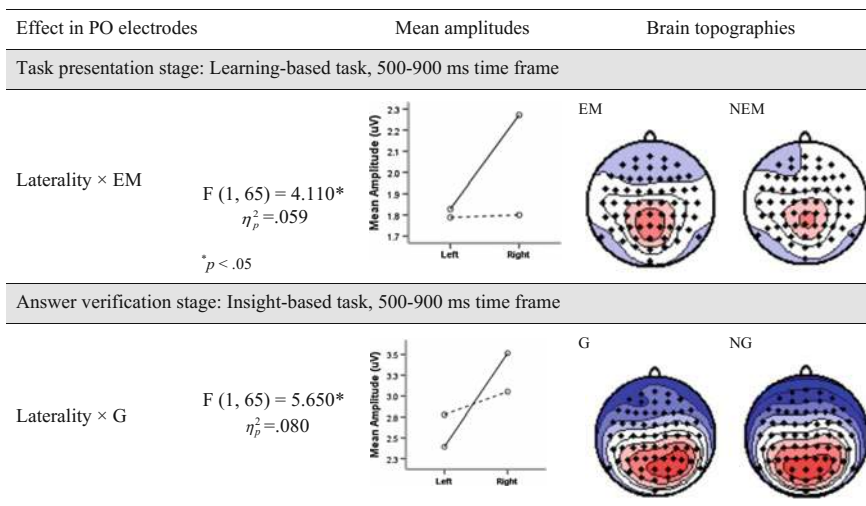 Effect in PO electrodes Mean amplitudes Brain topographies
Task presentation stage: Learning-based task, 500-900 ms time frame
Laterality × EM
F (1, 65) = 4.110*
η²ₚ =.059
*p < .05
Mean Amplitude (uV)
2.3
2.2
2.1
2.0
1.9
1.8
1.7
Left Right
EM NEM
Answer verification stage: Insight-based task, 500-900 ms time frame
Laterality × G
F (1, 65) = 5.650*
η²ₚ =.080
Mean Amplitude (uV)
3.5
3.3
3.0
2.8
2.5
2.3
Left Right
G NG